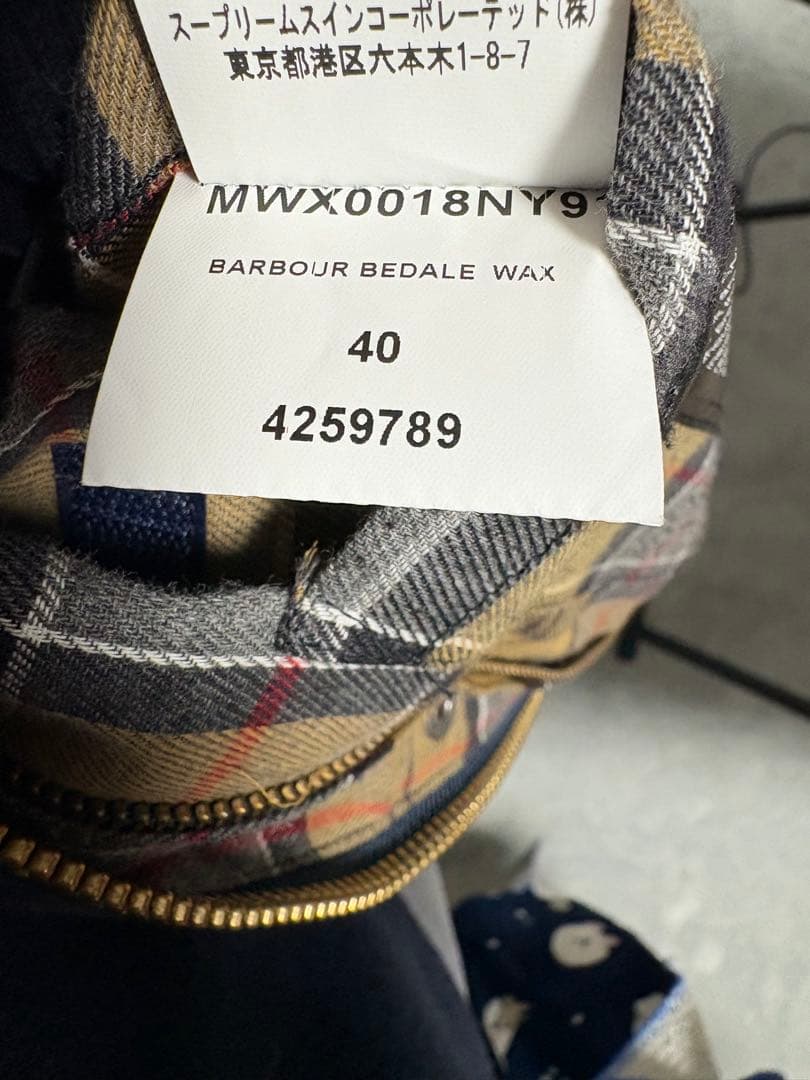 スープリームスインコーポレーテッド(株)
東京都港区六本木1-8-7
MWX0018NY9
BARBOUR BEDALE WAX
40
4259789